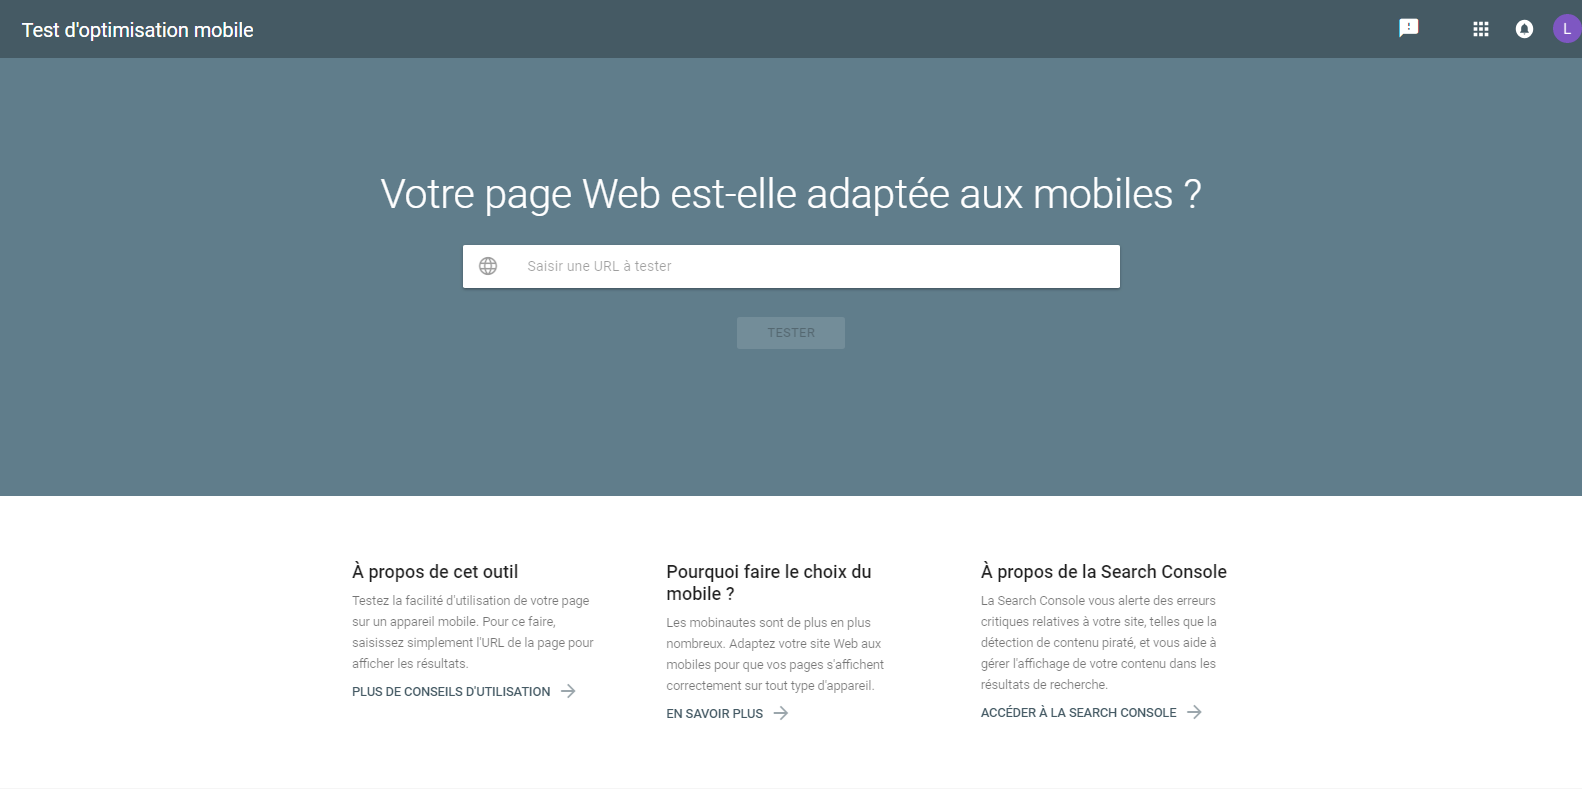 Test d'optimisation mobile
L
Votre page Web est-elle adaptée aux mobiles ?
Saisir une URL à tester
TESTER
À propos de cet outil
Testez la facilité d'utilisation de votre page
sur un appareil mobile. Pour ce faire,
saisissez simplement l'URL de la page pour
afficher les résultats.
PLUS DE CONSEILS D'UTILISATION
Pourquoi faire le choix du
mobile ?
Les mobinautes sont de plus en plus
nombreux. Adaptez votre site Web aux
mobiles pour que vos pages s'affichent
correctement sur tout type d'appareil.
EN SAVOIR PLUS
À propos de la Search Console
La Search Console vous alerte des erreurs
critiques relatives à votre site, telles que la
détection de contenu piraté, et vous aide à
gérer l'affichage de votre contenu dans les
résultats de recherche.
ACCÉDER À LA SEARCH CONSOLE